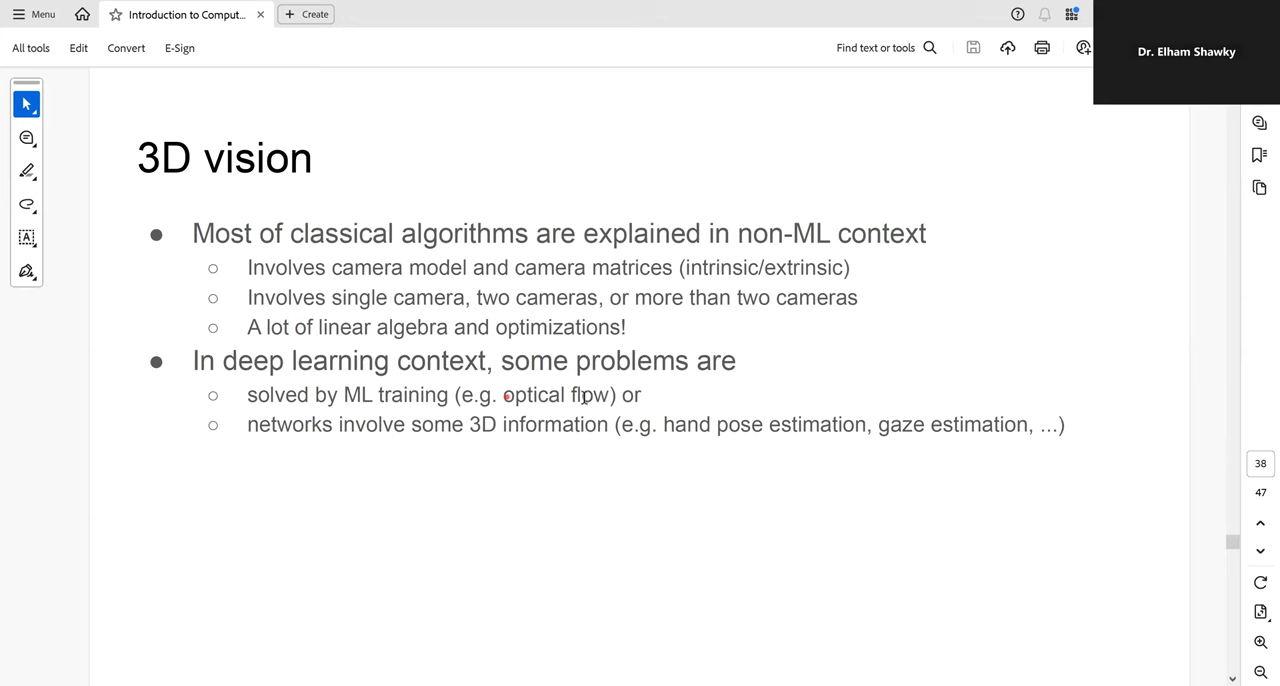 Menu
Introduction to Comput...
Create
All tools
Edit
Convert
E-Sign
Find text or tools
Dr. Elham Shawky
3D vision
● Most of classical algorithms are explained in non-ML context
○ Involves camera model and camera matrices (intrinsic/extrinsic)
○ Involves single camera, two cameras, or more than two cameras
○ A lot of linear algebra and optimizations!
● In deep learning context, some problems are
○ solved by ML training (e.g. optical flow) or
○ networks involve some 3D information (e.g. hand pose estimation, gaze estimation, ...)
38
47